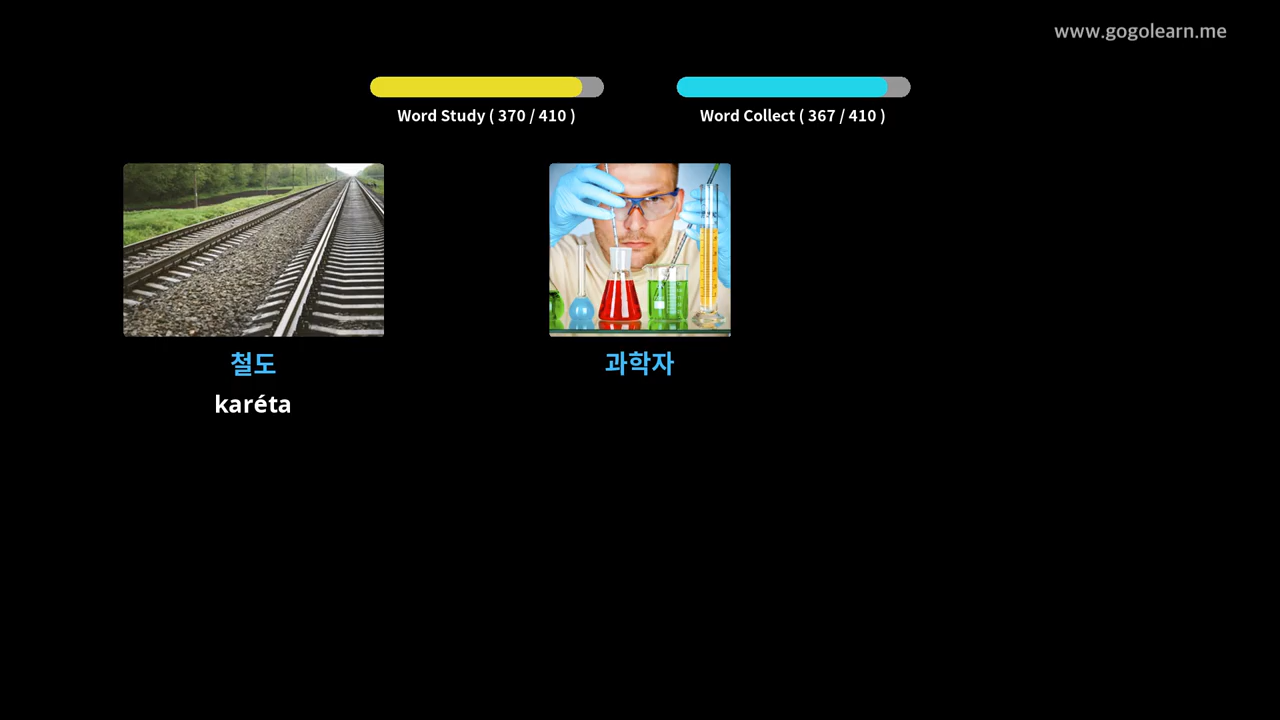 www.gogolearn.me
Word Study ( 370 / 410 )
Word Collect ( 367 / 410 )
철도
karéta
과학자